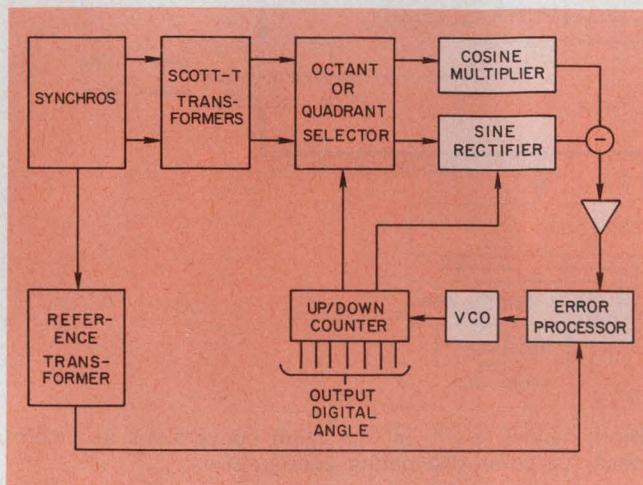 SYNCHROS
SCOTT-T
TRANS-
FORMERS
OCTANT
OR
QUADRANT
SELECTOR
COSINE
MULTIPLIER
SINE
RECTIFIER
−
REFER-
ENCE
TRANS-
FORMER
UP/DOWN
COUNTER
VCO
ERROR
PROCESSOR
OUTPUT
DIGITAL
ANGLE